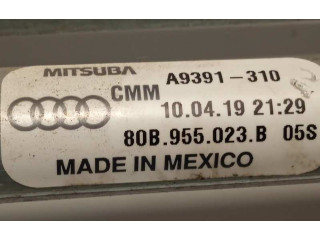 MITSUBA A9391-310
CMM 10.04.19 21:29
80B.955.023.B 05S
MADE IN MEXICO